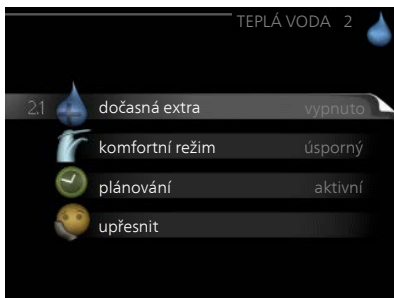 TEPLÁ VODA 2
2.1 dočasná extra vypnuto
komfortní režim úsporný
plánování aktivní
upřesnit